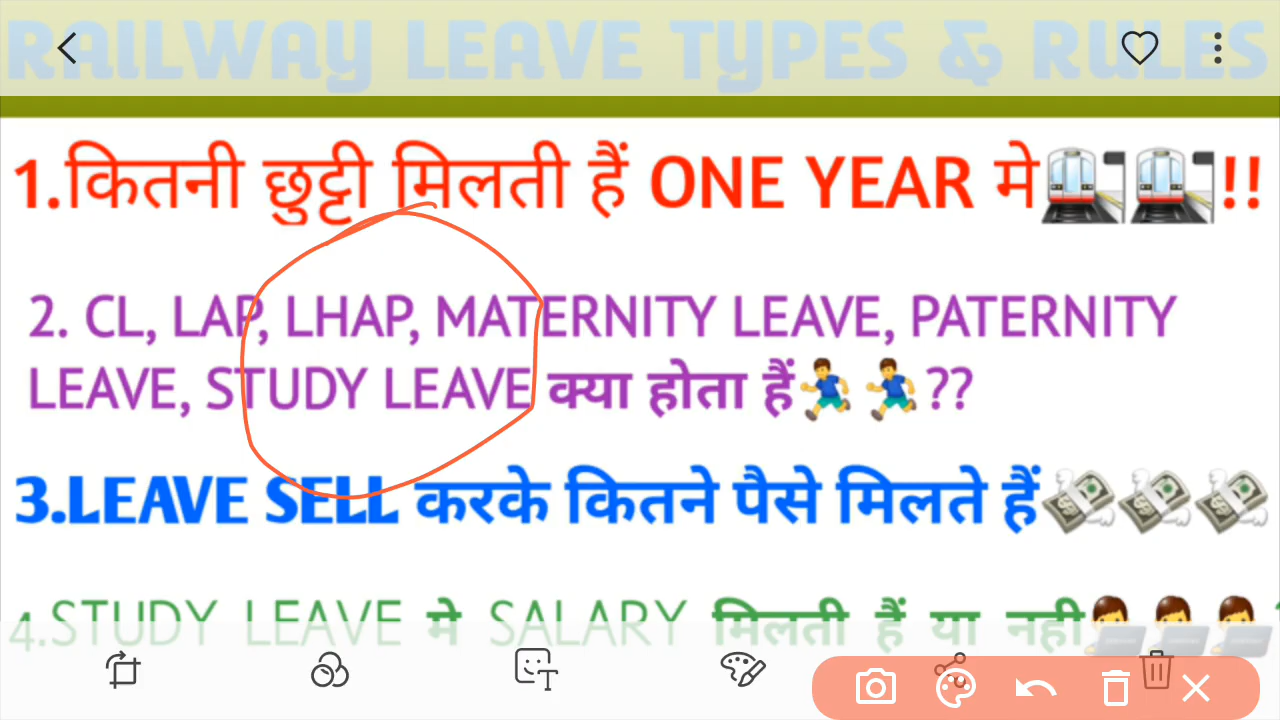 RAILWAY LEAVE TYPES & RULES
1.कितनी छुट्टी मिलती हैं ONE YEAR मे!!
2. CL, LAP, LHAP, MATERNITY LEAVE, PATERNITY
LEAVE, STUDY LEAVE क्या होता हैं??
3.LEAVE SELL करके कितने पैसे मिलते हैं
4.STUDY LEAVE मे SALARY मिलती हैं या नही?